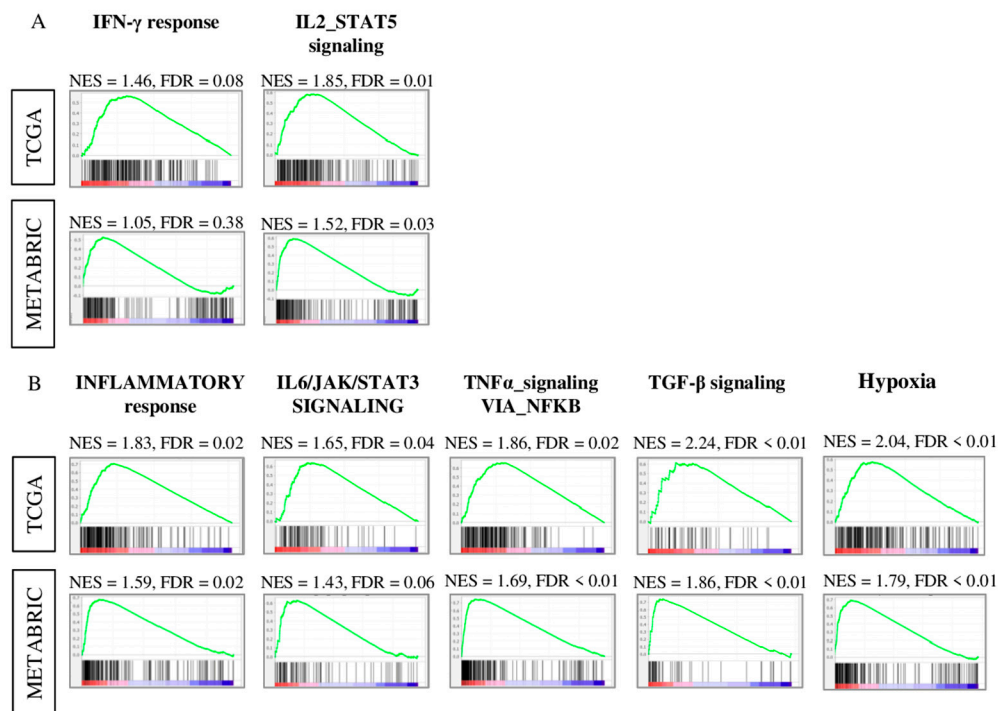 A
IFN-γ response
IL2_STAT5
signaling
TCGA
NES = 1.46, FDR = 0.08
NES = 1.85, FDR = 0.01
METABRIC
NES = 1.05, FDR = 0.38
NES = 1.52, FDR = 0.03
B
INFLAMMATORY
response
IL6/JAK/STAT3
SIGNALING
TNFα_signaling
VIA_NFKB
TGF-β signaling
Hypoxia
TCGA
NES = 1.83, FDR = 0.02
NES = 1.65, FDR = 0.04
NES = 1.86, FDR = 0.02
NES = 2.24, FDR < 0.01
NES = 2.04, FDR < 0.01
METABRIC
NES = 1.59, FDR = 0.02
NES = 1.43, FDR = 0.06
NES = 1.69, FDR < 0.01
NES = 1.86, FDR < 0.01
NES = 1.79, FDR < 0.01